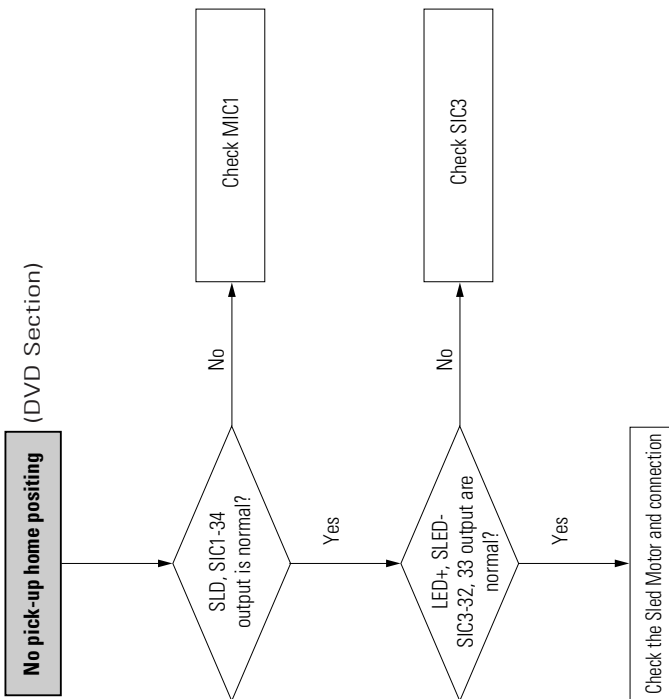 (DVD Section)
No pick-up home positing
SLD, SIC1-34
output is normal?
No
Check MIC1
Yes
LED+, SLED-
SIC3-32, 33 output are
normal?
No
Check SIC3
Yes
Check the Sled Motor and connection